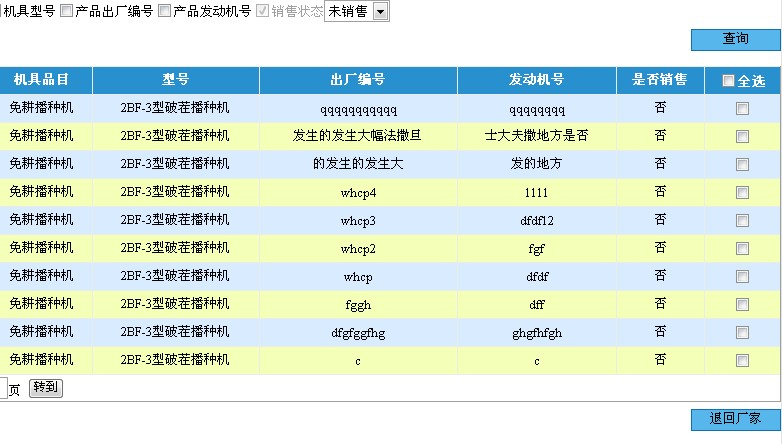 机具型号 产品出厂编号 产品发动机号 销售状态 未销售
查询
机具品目 型号 出厂编号 发动机号 是否销售 全选
免耕播种机 2BF-3型破茬播种机 qqqqqqqqqqq qqqqqqqq 否
免耕播种机 2BF-3型破茬播种机 发生的发生大幅法撒旦 士大夫撒地方是否 否
免耕播种机 2BF-3型破茬播种机 的发生的发生大 发的地方 否
免耕播种机 2BF-3型破茬播种机 whcp4 1111 否
免耕播种机 2BF-3型破茬播种机 whcp3 dfdf12 否
免耕播种机 2BF-3型破茬播种机 whcp2 fgf 否
免耕播种机 2BF-3型破茬播种机 whcp dfdf 否
免耕播种机 2BF-3型破茬播种机 fggh dff 否
免耕播种机 2BF-3型破茬播种机 dfgfggfhg ghgfhfgh 否
免耕播种机 2BF-3型破茬播种机 c c 否
页 转到
退回厂家